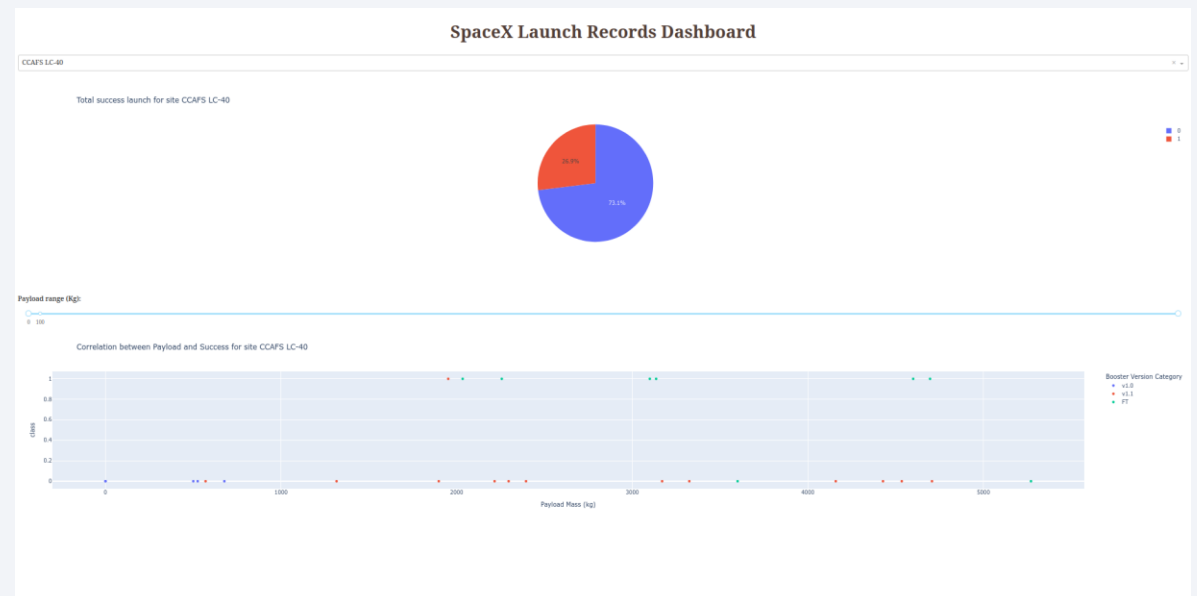 SpaceX Launch Records Dashboard
CCAFS LC-40
Total success launch for site CCAFS LC-40
0
1
26.9%
73.1%
Payload range (Kg):
0 100
Correlation between Payload and Success for site CCAFS LC-40
Booster Version Category
v1.0
v1.1
FT
1
0.8
0.6
0.4
0.2
0
class
0 1000 2000 3000 4000 5000
Payload Mass (kg)